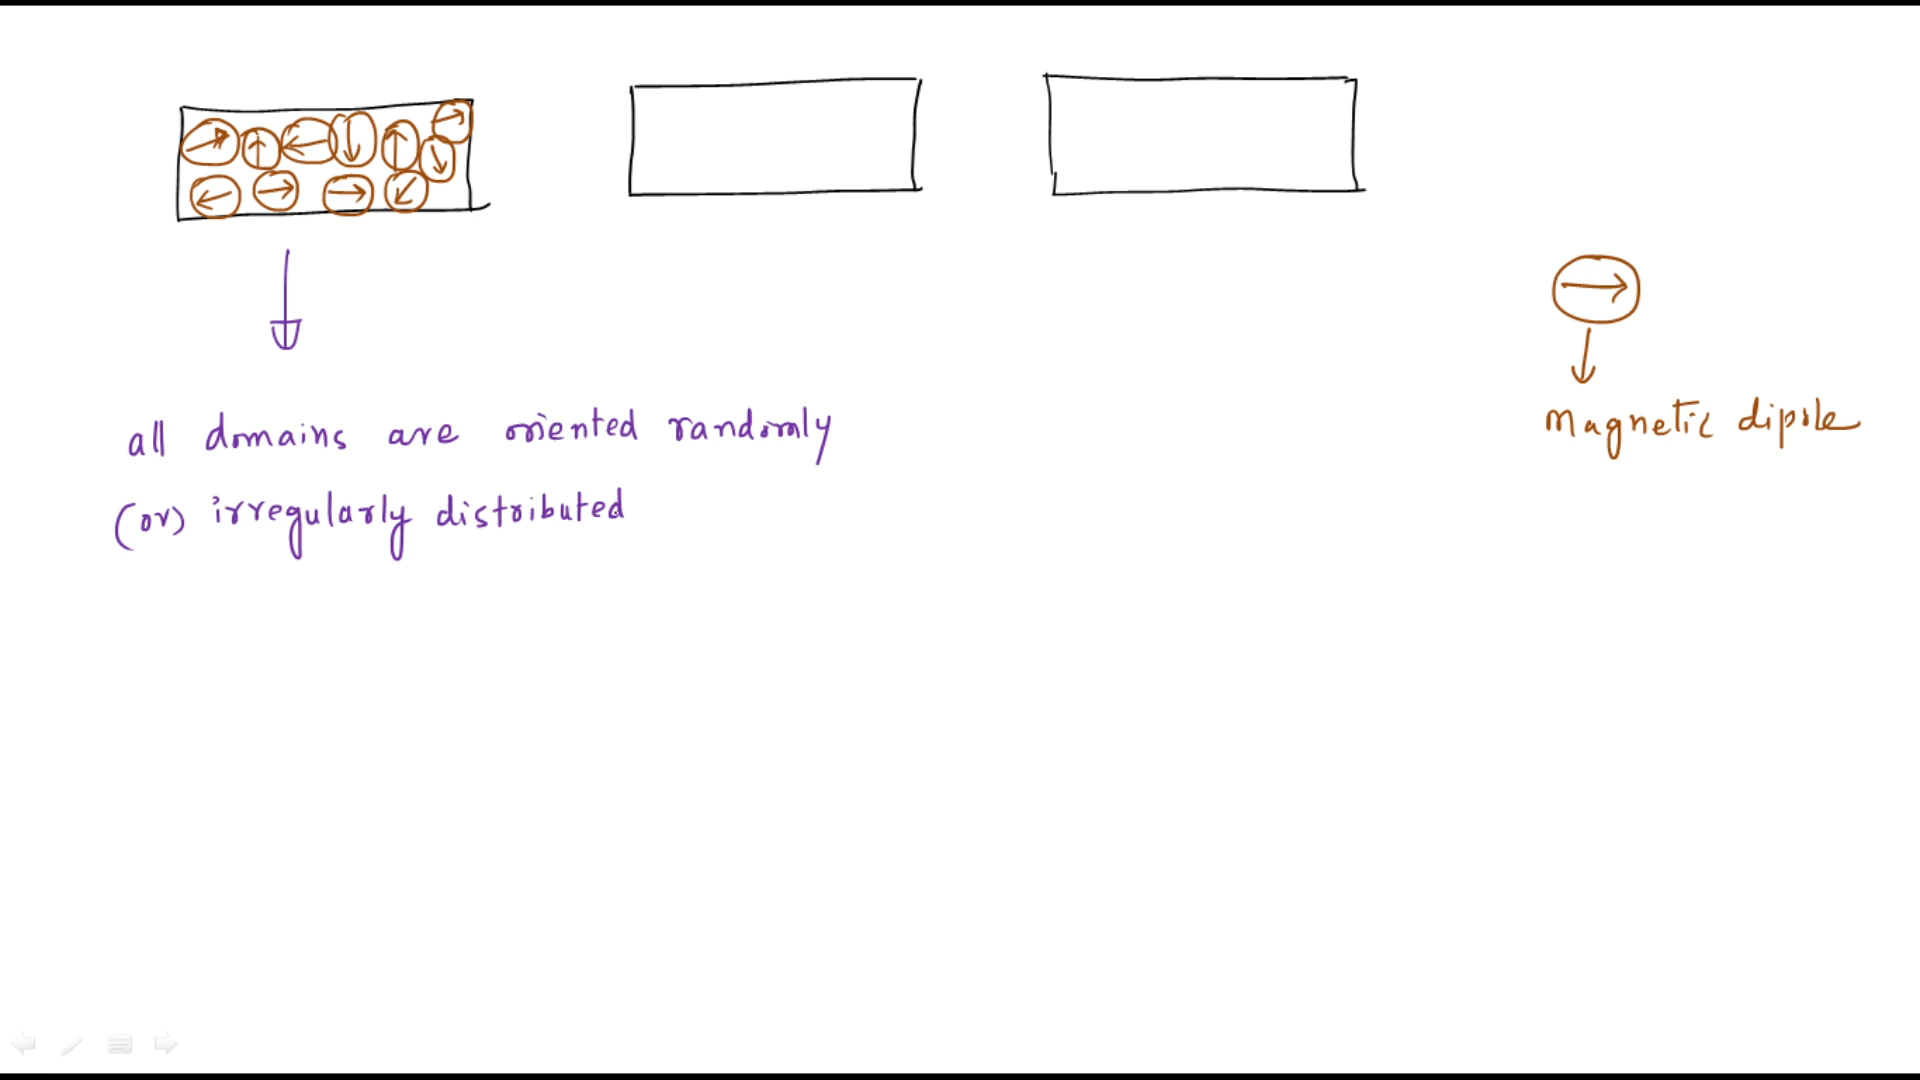 all domains are oriented randomly
(or) irregularly distributed
Magnetic dipole